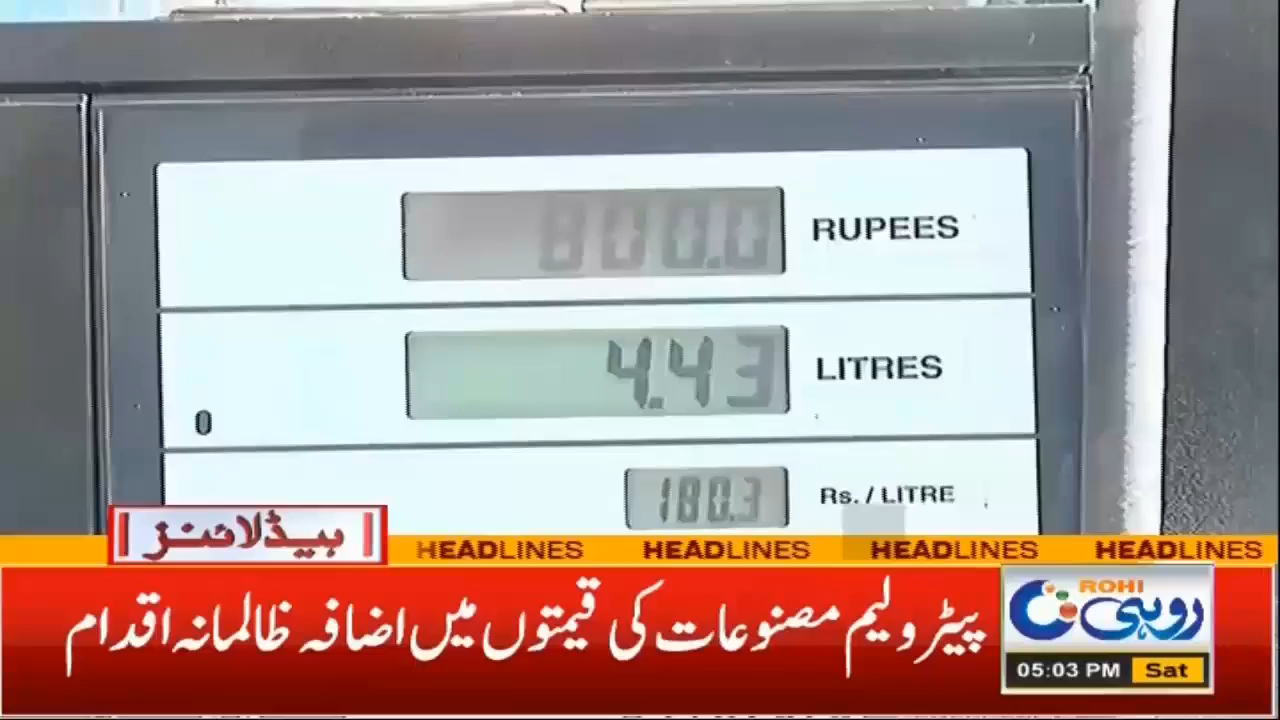 800.0 RUPEES
4.43 LITRES
0
180.3 Rs. / LITRE
ہیڈلائنز
HEADLINES HEADLINES HEADLINES HEADLINES
پیٹرولیم مصنوعات کی قیمتوں میں اضافہ ظالمانہ اقدام
ROHI
روہی
05:03 PM Sat